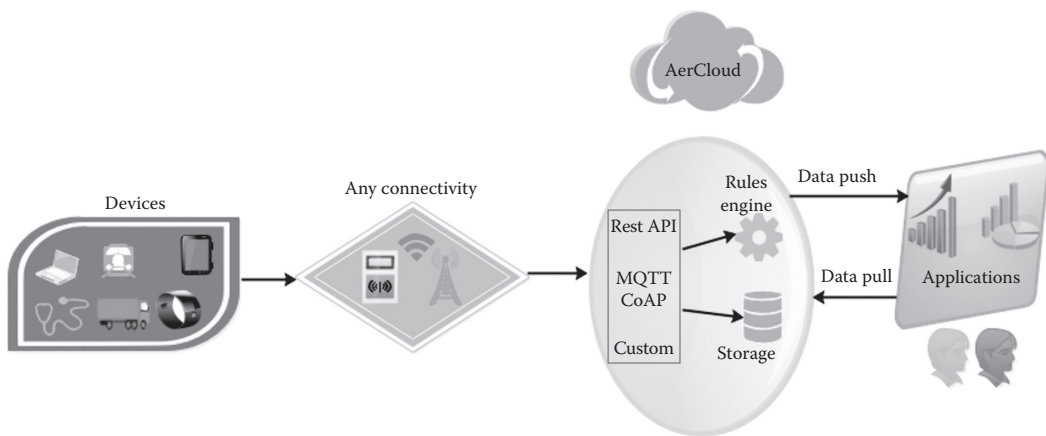 AerCloud
Devices
Any connectivity
Rest API
MQTT
CoAP
Custom
Rules
engine
Storage
Data push
Data pull
Applications